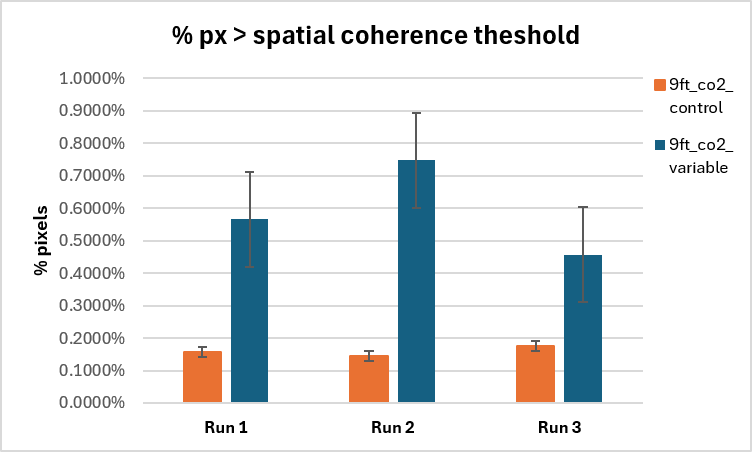 % px > spatial coherence theshold
1.0000%
0.9000%
0.8000%
0.7000%
0.6000%
0.5000%
0.4000%
0.3000%
0.2000%
0.1000%
0.0000%
% pixels
Run 1 Run 2 Run 3
9ft_co2_
control
9ft_co2_
variable